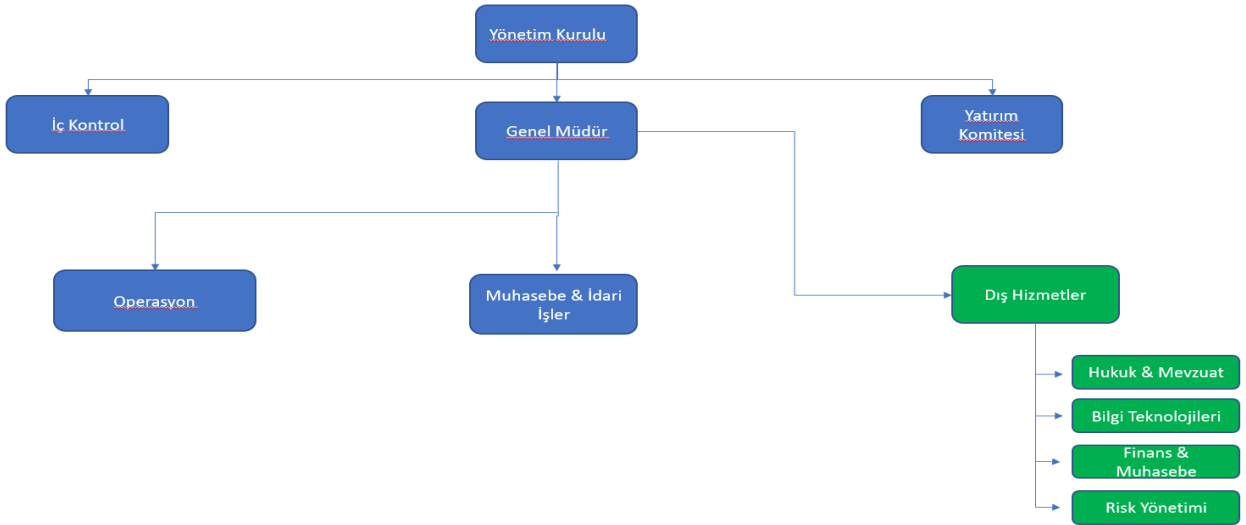 Yönetim Kurulu
İç Kontrol
Genel Müdür
Yatırım
Komitesi
Operasyon
Muhasebe & İdari
İşler
Dış Hizmetler
Hukuk & Mevzuat
Bilgi Teknolojileri
Finans &
Muhasebe
Risk Yönetimi